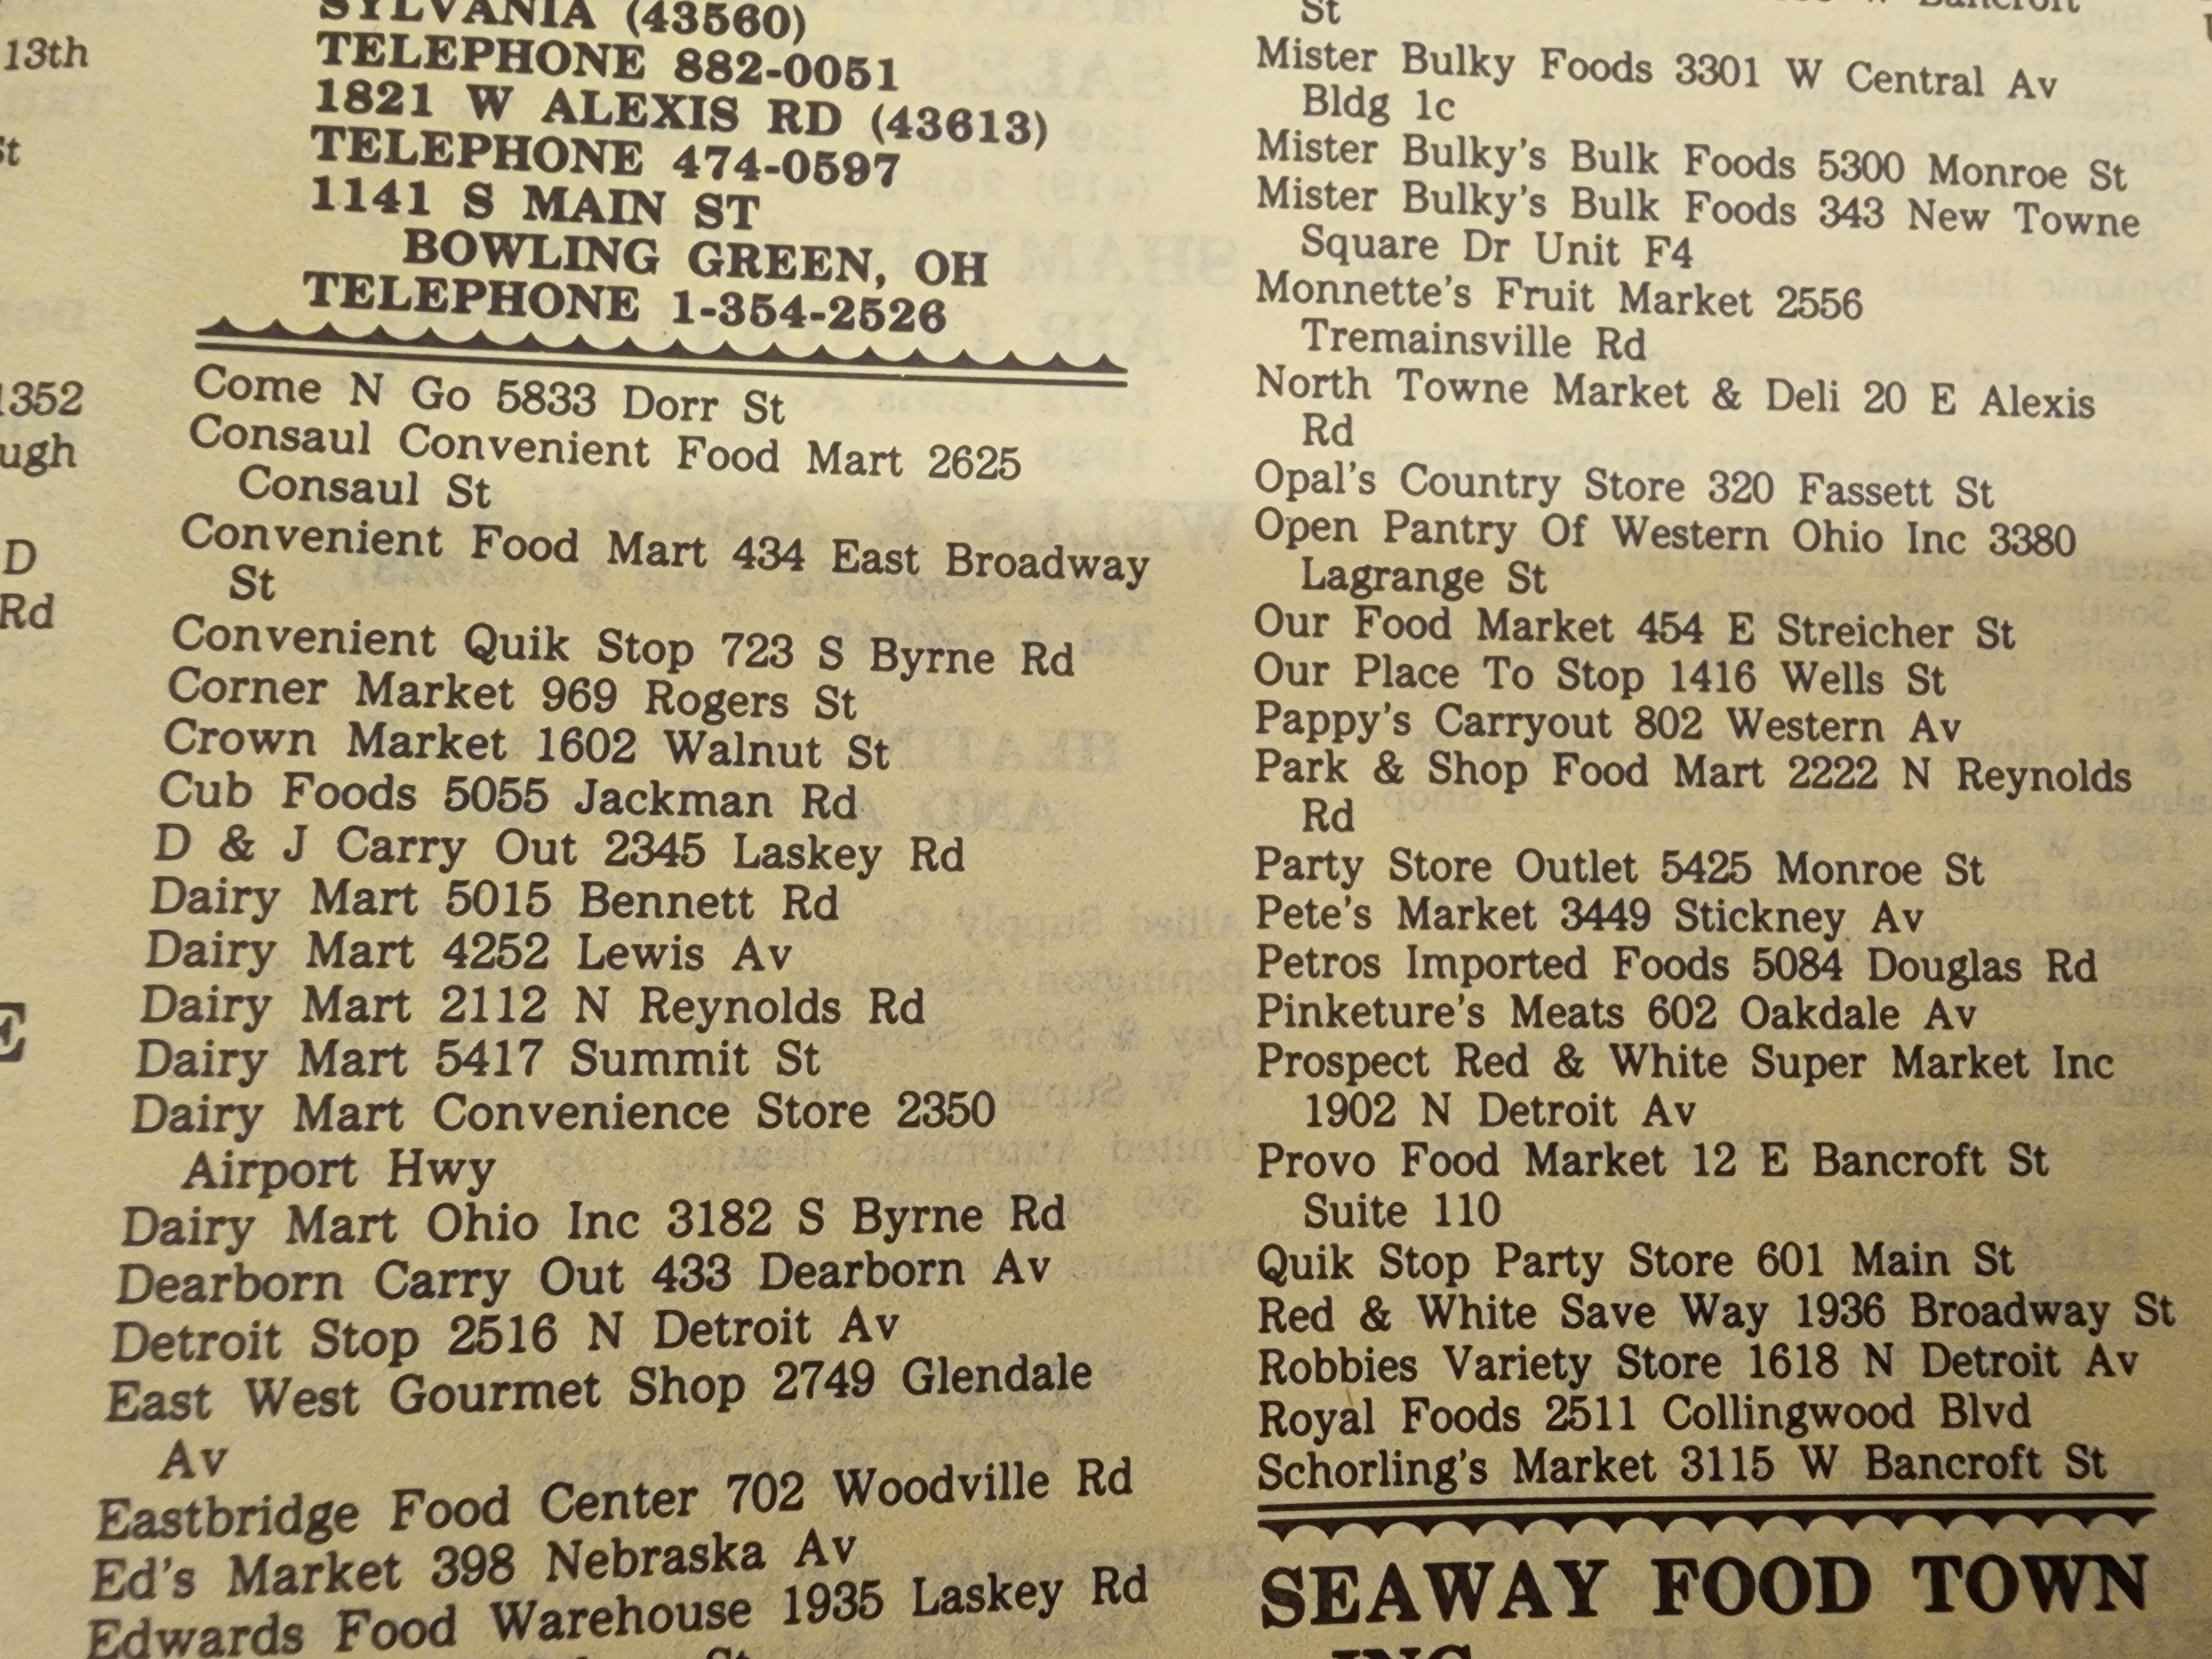 13th
St
1352
ugh
D
Rd
E
SYLVANIA (43560)
TELEPHONE 882-0051
1821 W ALEXIS RD (43613)
TELEPHONE 474-0597
1141 S MAIN ST
BOWLING GREEN, OH
TELEPHONE 1-354-2526
Come N Go 5833 Dorr St
Consaul Convenient Food Mart 2625
Consaul St
Convenient Food Mart 434 East Broadway
St
Convenient Quik Stop 723 S Byrne Rd
Corner Market 969 Rogers St
Crown Market 1602 Walnut St
Cub Foods 5055 Jackman Rd
D & J Carry Out 2345 Laskey Rd
Dairy Mart 5015 Bennett Rd
Dairy Mart 4252 Lewis Av
Dairy Mart 2112 N Reynolds Rd
Dairy Mart 5417 Summit St
Dairy Mart Convenience Store 2350
Airport Hwy
Dairy Mart Ohio Inc 3182 S Byrne Rd
Dearborn Carry Out 433 Dearborn Av
Detroit Stop 2516 N Detroit Av
East West Gourmet Shop 2749 Glendale
Av
Eastbridge Food Center 702 Woodville Rd
Ed's Market 398 Nebraska Av
Edwards Food Warehouse 1935 Laskey Rd
St
W Bancroft
St
Mister Bulky Foods 3301 W Central Av
Bldg 1c
Mister Bulky's Bulk Foods 5300 Monroe St
Mister Bulky's Bulk Foods 343 New Towne
Square Dr Unit F4
Monnette's Fruit Market 2556
Tremainsville Rd
North Towne Market & Deli 20 E Alexis
Rd
Opal's Country Store 320 Fassett St
Open Pantry Of Western Ohio Inc 3380
Lagrange St
Our Food Market 454 E Streicher St
Our Place To Stop 1416 Wells St
Pappy's Carryout 802 Western Av
Park & Shop Food Mart 2222 N Reynolds
Rd
Party Store Outlet 5425 Monroe St
Pete's Market 3449 Stickney Av
Petros Imported Foods 5084 Douglas Rd
Pinketure's Meats 602 Oakdale Av
Prospect Red & White Super Market Inc
1902 N Detroit Av
Provo Food Market 12 E Bancroft St
Suite 110
Quik Stop Party Store 601 Main St
Red & White Save Way 1936 Broadway St
Robbies Variety Store 1618 N Detroit Av
Royal Foods 2511 Collingwood Blvd
Schorling's Market 3115 W Bancroft St
SEAWAY FOOD TOWN
INC